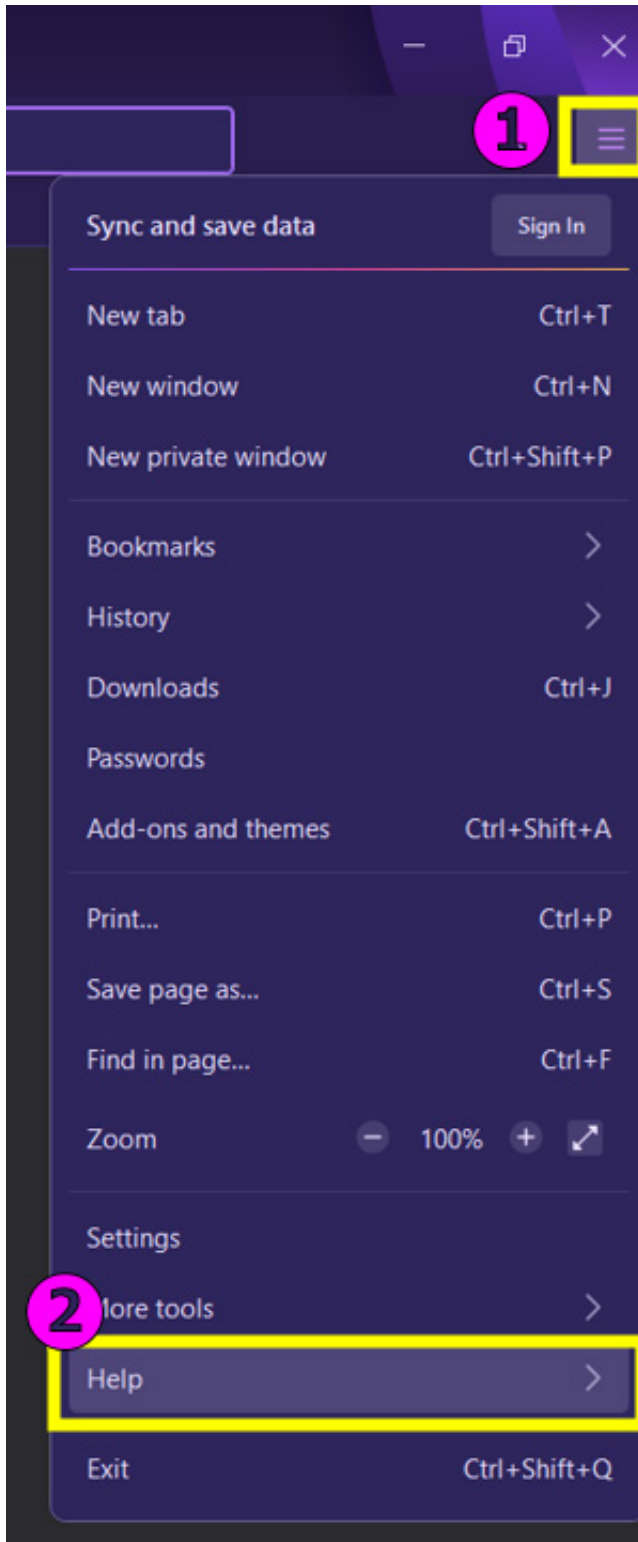 1
Sync and save data Sign In
New tab Ctrl+T
New window Ctrl+N
New private window Ctrl+Shift+P
Bookmarks
History
Downloads Ctrl+J
Passwords
Add-ons and themes Ctrl+Shift+A
Print... Ctrl+P
Save page as... Ctrl+S
Find in page... Ctrl+F
Zoom 100%
Settings
2 More tools
Help
Exit Ctrl+Shift+Q